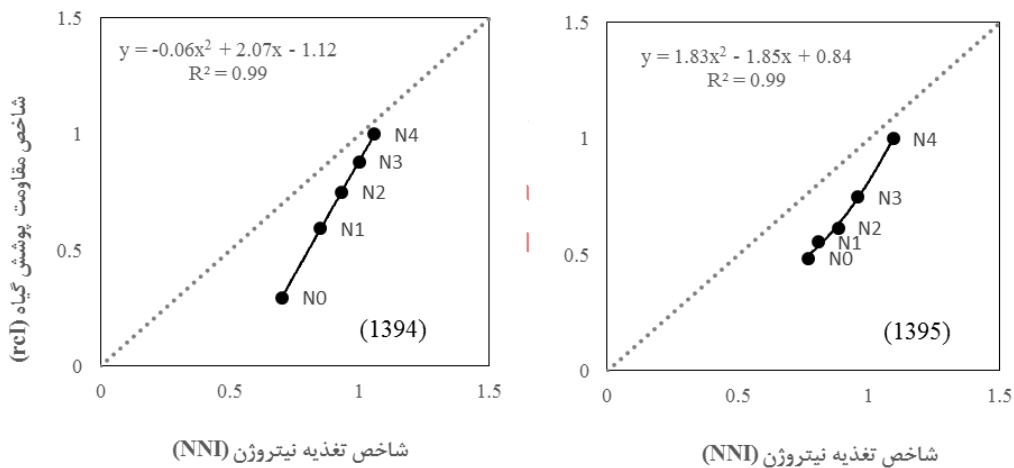 1.5
1
0.5
0
0
0.5
1
1.5
y = -0.06x² + 2.07x - 1.12
R² = 0.99
N4
N3
N2
N1
N0
(1394)
شاخص مقاومت پوشش گیاه (rcI)
شاخص تغذیه نیتروژن (NNI)
1.5
1
0.5
0
0
0.5
1
1.5
y = 1.83x² - 1.85x + 0.84
R² = 0.99
N4
N3
N2
N1
N0
(1395)
شاخص تغذیه نیتروژن (NNI)